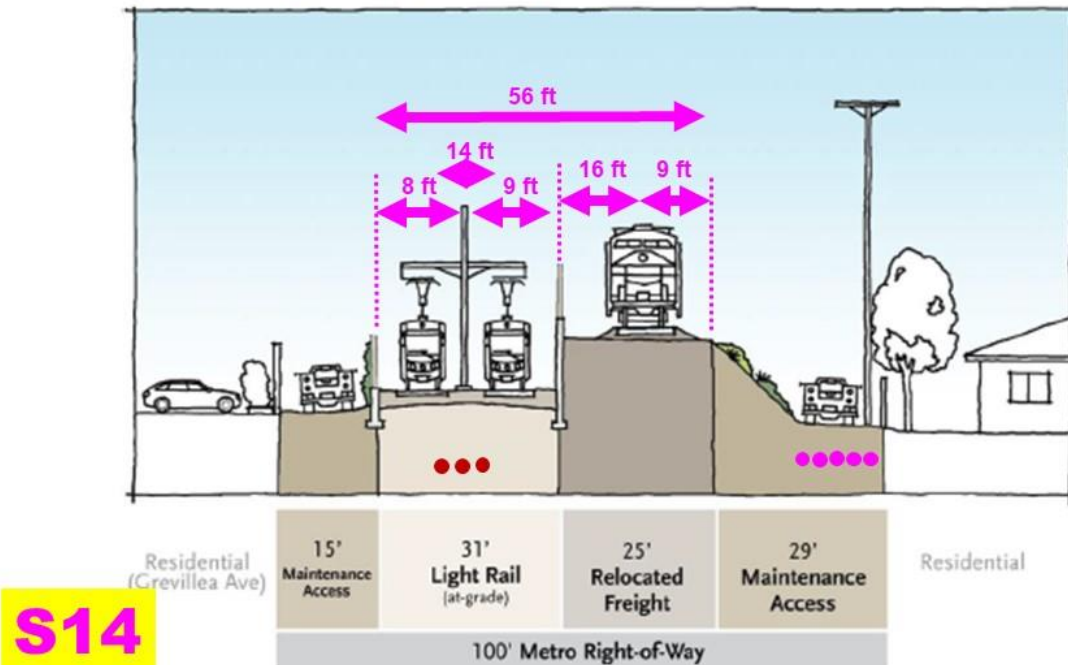 56 ft
14 ft
8 ft
9 ft
16 ft
9 ft
Residential
(Grevillea Ave)
15'
Maintenance
Access
31'
Light Rail
(at-grade)
25'
Relocated
Freight
29'
Maintenance
Access
Residential
S14
100' Metro Right-of-Way